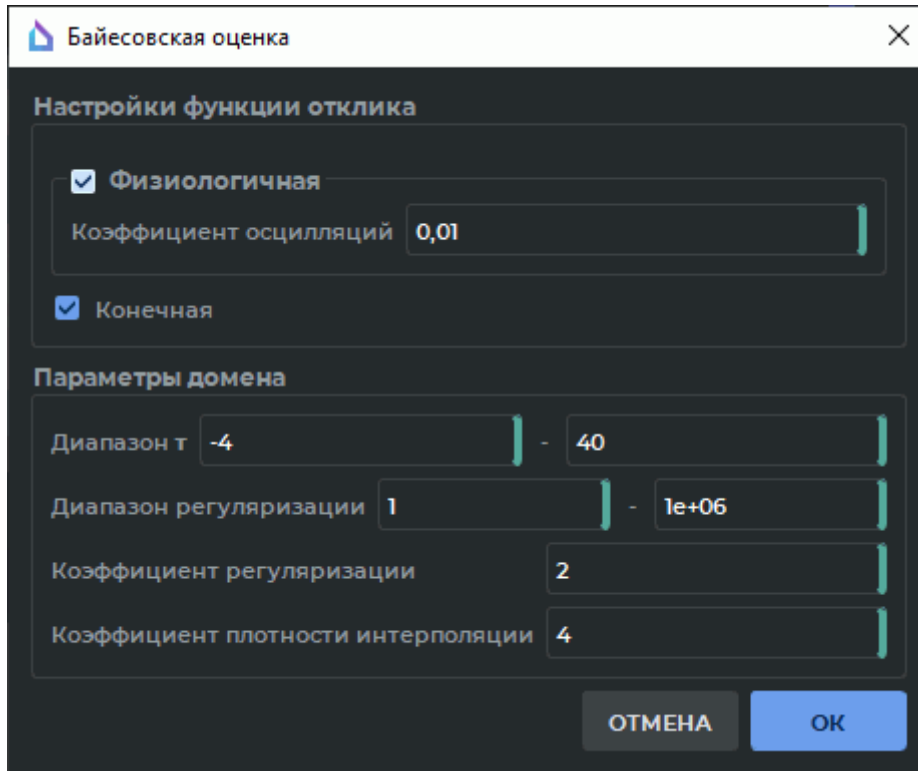 Байесовская оценка
Настройки функции отклика
Физиологичная
Коэффициент осцилляций 0,01
Конечная
Параметры домена
Диапазон τ -4 - 40
Диапазон регуляризации 1 - 1e+06
Коэффициент регуляризации 2
Коэффициент плотности интерполяции 4
ОТМЕНА ОК